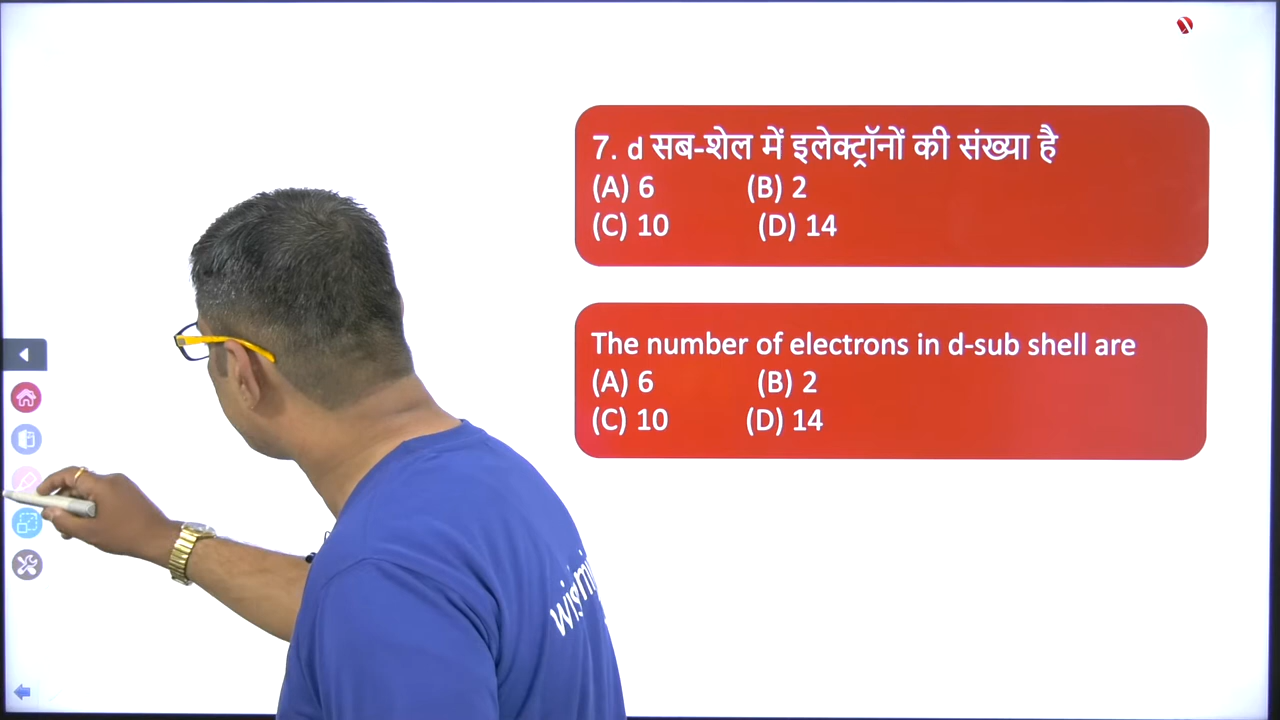 7. d सब-शेल में इलेक्ट्रॉनों की संख्या है
(A) 6 (B) 2
(C) 10 (D) 14
The number of electrons in d-sub shell are
(A) 6 (B) 2
(C) 10 (D) 14